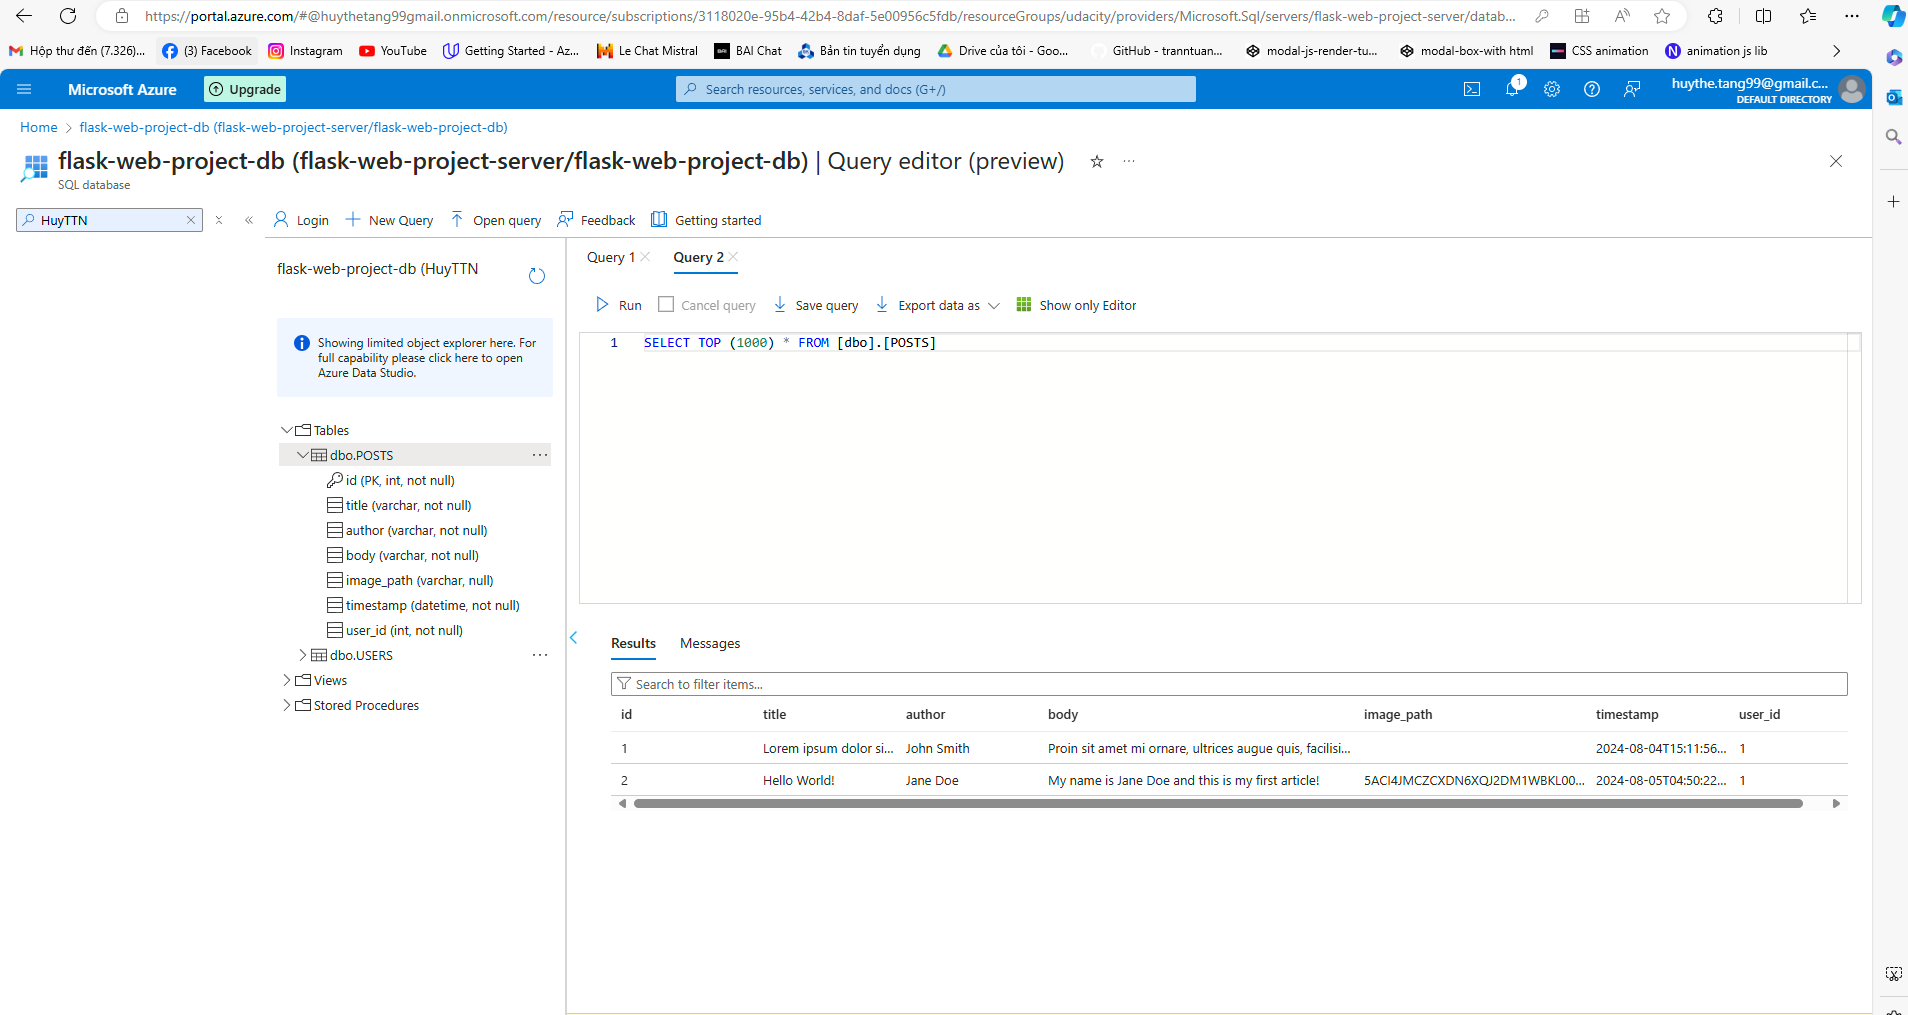 https://portal.azure.com/#@huythetang99gmail.onmicrosoft.com/resource/subscriptions/3118020e-95b4-42b4-8daf-5e00956c5fdb/resourceGroups/udacity/providers/Microsoft.Sql/servers/flask-web-project-server/datab...
Hộp thư đến (7.326)... (3) Facebook Instagram YouTube Getting Started - Az... Le Chat Mistral BAI Chat Bản tin tuyển dụng Drive của tôi - Goo... GitHub - tranntuan... modal-js-render-tu... modal-box-with html CSS animation animation js lib
Microsoft Azure Upgrade Search resources, services, and docs (G+/) 1 huythe.tang99@gmail.c...
DEFAULT DIRECTORY
Home > flask-web-project-db (flask-web-project-server/flask-web-project-db)
flask-web-project-db (flask-web-project-server/flask-web-project-db) | Query editor (preview)
SQL database
HuyTTN
Login New Query Open query Feedback Getting started
flask-web-project-db (HuyTTN
Showing limited object explorer here. For
full capability please click here to open
Azure Data Studio.
Tables
dbo.POSTS
id (PK, int, not null)
title (varchar, not null)
author (varchar, not null)
body (varchar, not null)
image_path (varchar, null)
timestamp (datetime, not null)
user_id (int, not null)
dbo.USERS
Views
Stored Procedures
Query 1 Query 2
Run Cancel query Save query Export data as Show only Editor
1 SELECT TOP (1000) * FROM [dbo].[POSTS]
Results Messages
Search to filter items...
id title author body image_path timestamp user_id
1 Lorem ipsum dolor si... John Smith Proin sit amet mi ornare, ultrices augue quis, facilisi... 2024-08-04T15:11:56... 1
2 Hello World! Jane Doe My name is Jane Doe and this is my first article! 5ACI4JMCZCXDN6XQJ2DM1WBKL00... 2024-08-05T04:50:22... 1